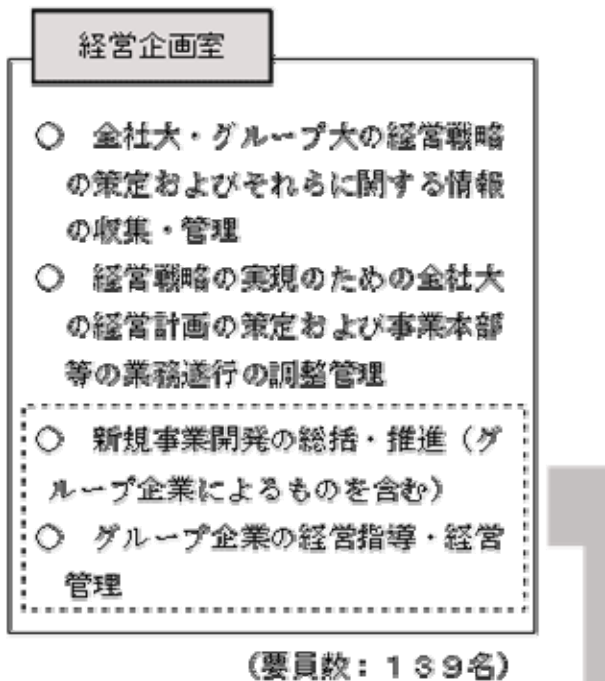 経営企画室
○ 全社大・グループ大の経営戦略
の策定およびそれらに関する情報
の収集・管理
○ 経営戦略の実現のための全社大
の経営計画の策定および事業本部
等の業務遂行の調整管理
○ 新規事業開発の総括・推進（グ
ループ企業によるものを含む）
○ グループ企業の経営指導・経営
管理
（要員数：１３９名）